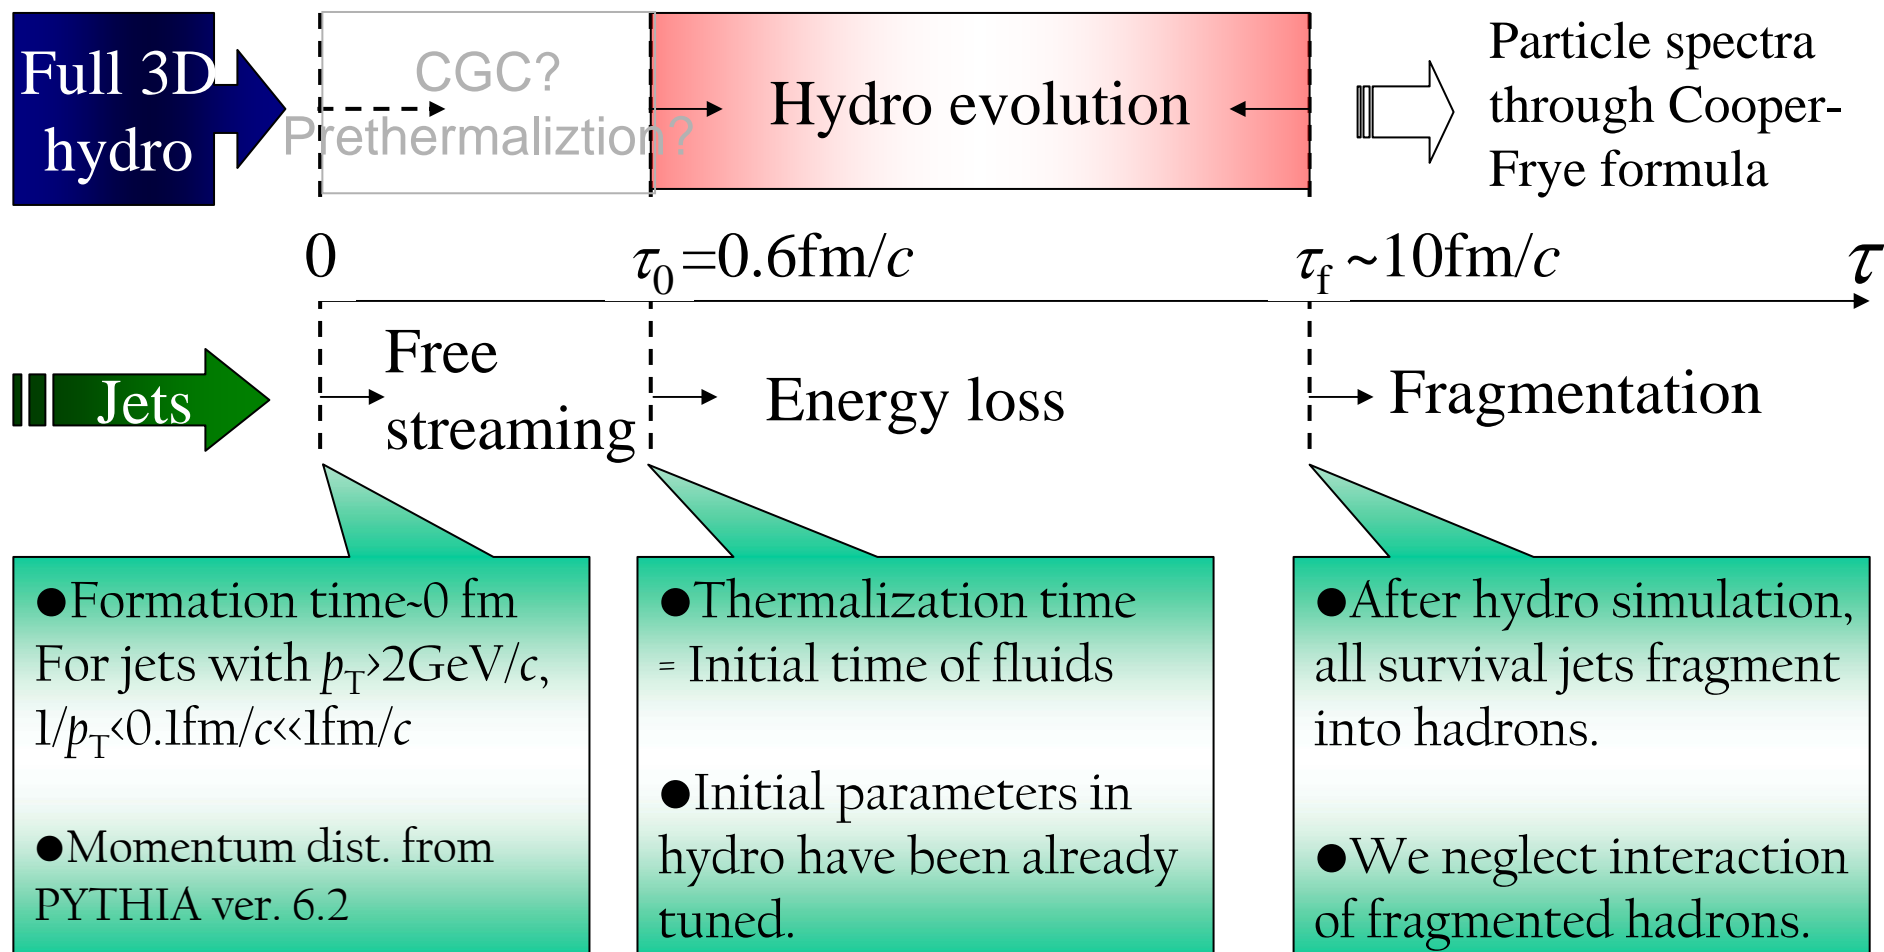 Full 3D
hydro
CGC?
Prethermaliztion?
Hydro evolution
Particle spectra
through Cooper-
Frye formula
0
τ0 =0.6fm/c
τf ~10fm/c
τ
Jets
Free
streaming
Energy loss
Fragmentation
●Formation time~0 fm
For jets with pT>2GeV/c,
1/pT<0.1fm/c<<1fm/c
●Momentum dist. from
PYTHIA ver. 6.2
●Thermalization time
= Initial time of fluids
●Initial parameters in
hydro have been already
tuned.
●After hydro simulation,
all survival jets fragment
into hadrons.
●We neglect interaction
of fragmented hadrons.